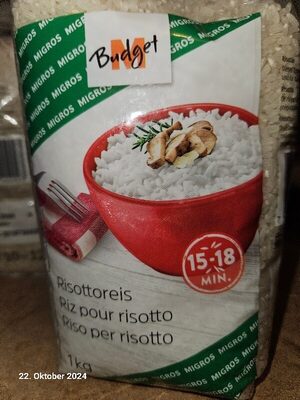 MIGROS MIGROS MIGROS MIGROS
M
Budget
15-18
MIN.
Risottoreis
Riz pour risotto
Riso per risotto
1kg
MIGROS MIGROS MIGROS
22. Oktober 2024